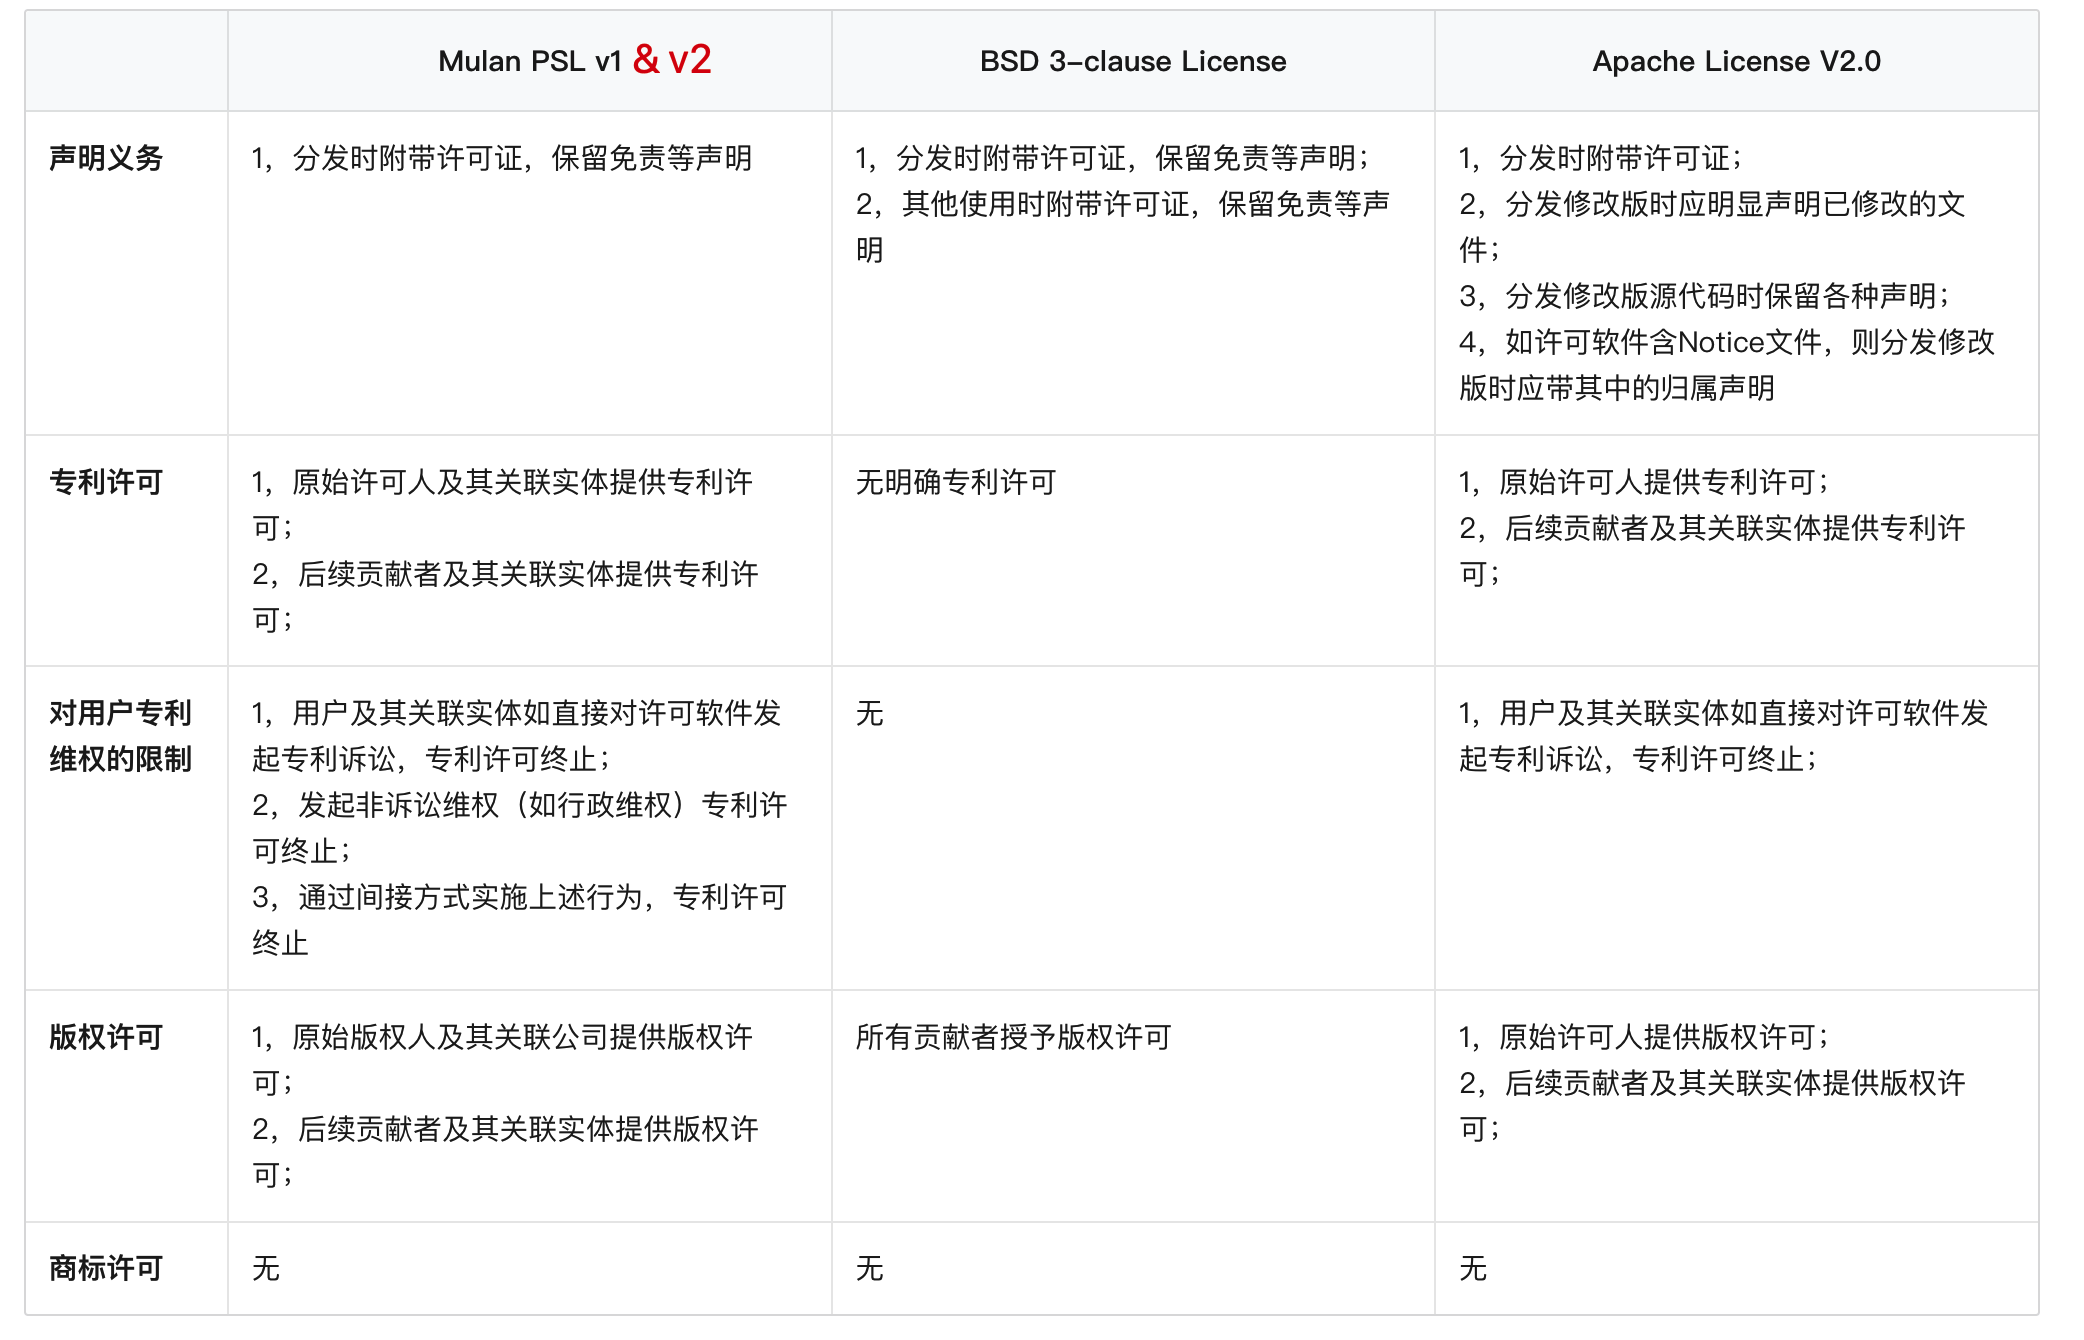 Mulan PSL v1 & v2
BSD 3-clause License
Apache License V2.0
声明义务
1，分发时附带许可证，保留免责等声明
1，分发时附带许可证，保留免责等声明；
2，其他使用时附带许可证，保留免责等声
明
1，分发时附带许可证；
2，分发修改版时应明显声明已修改的文
件；
3，分发修改版源代码时保留各种声明；
4，如许可软件含Notice文件，则分发修改
版时应带其中的归属声明
专利许可
1，原始许可人及其关联实体提供专利许
可；
2，后续贡献者及其关联实体提供专利许
可；
无明确专利许可
1，原始许可人提供专利许可；
2，后续贡献者及其关联实体提供专利许
可；
对用户专利
维权的限制
1，用户及其关联实体如直接对许可软件发
起专利诉讼，专利许可终止；
2，发起非诉讼维权（如行政维权）专利许
可终止；
3，通过间接方式实施上述行为，专利许可
终止
无
1，用户及其关联实体如直接对许可软件发
起专利诉讼，专利许可终止；
版权许可
1，原始版权人及其关联公司提供版权许
可；
2，后续贡献者及其关联实体提供版权许
可；
所有贡献者授予版权许可
1，原始许可人提供版权许可；
2，后续贡献者及其关联实体提供版权许
可；
商标许可
无
无
无